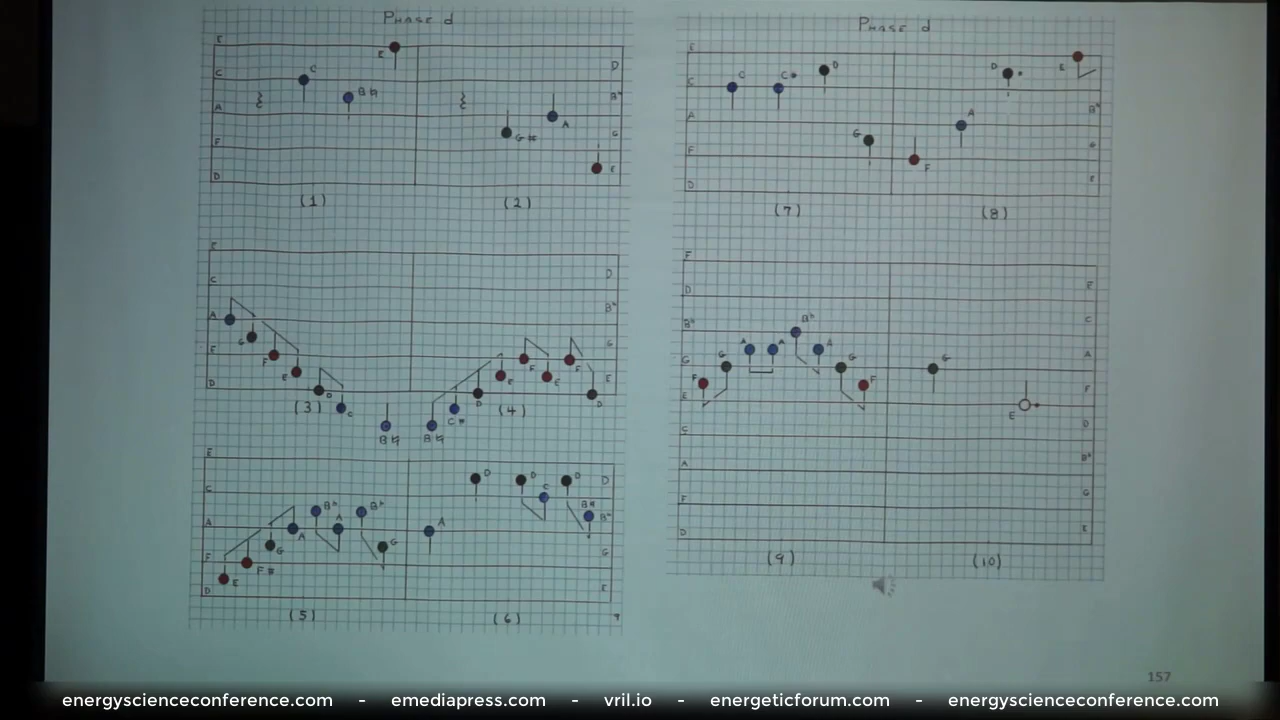 Phase d
E
C
A
F
D
D
B♭
G
C
B♮
E
G#
A
E
(1)
(2)
E
C
A
F
D
D
B♭
G
E
G
F
E
D
C
B♮
B♮
C#
D
E
F
E
E
D
(3)
(4)
E
C
A
F
D
D
B♭
G
E
E
F#
G
A
B♭
A
B♭
G
A
D
D
C
D
B♮
(5)
(6)
Phase d
E
C
A
F
D
B♭
G
E
C
C
D
G
F
A
D
E
(7)
(8)
F
D
B♭
G
E
C
A
F
D
E
C
A
F
D
B♭
G
E
F
G
A
A
B♭
A
G
F
G
E
(9)
(10)
157
energyscienceconference.com - emediapress.com - vril.io - energeticforum.com - energyscienceconference.com